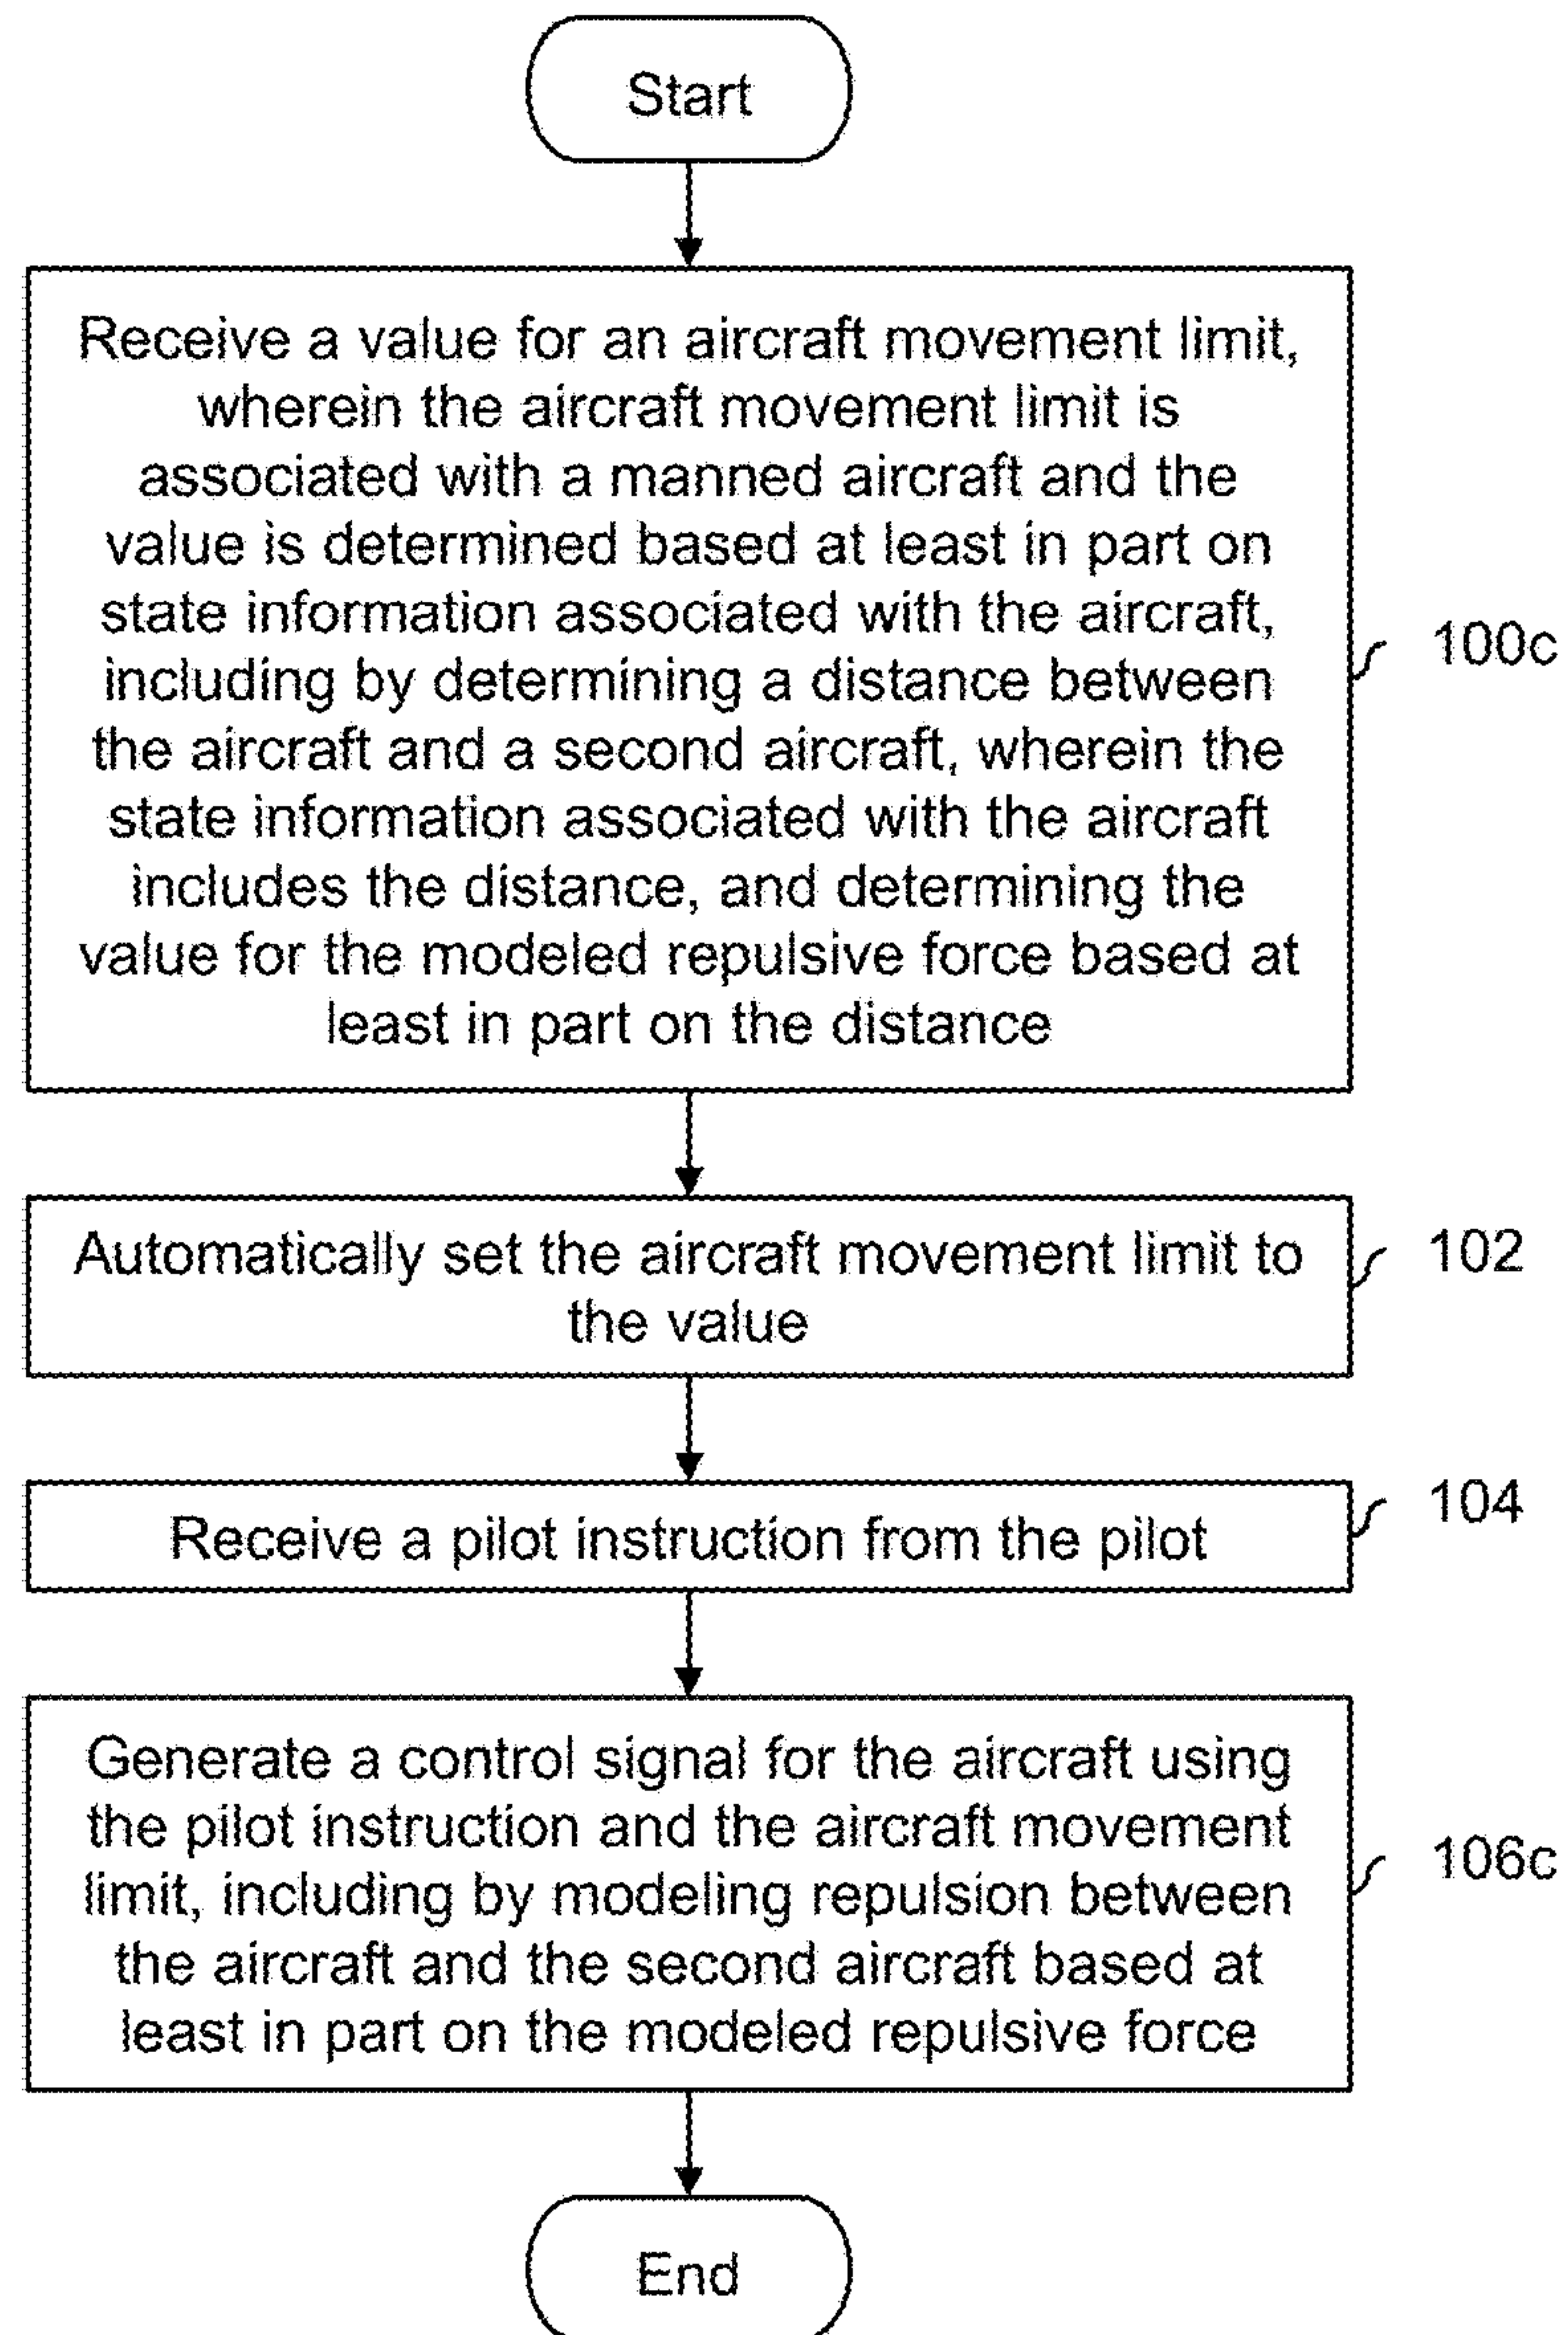 Start
Receive a value for an aircraft movement limit,
wherein the aircraft movement limit is
associated with a manned aircraft and the
value is determined based at least in part on
state information associated with the aircraft,
including by determining a distance between
the aircraft and a second aircraft, wherein the
state information associated with the aircraft
includes the distance, and determining the
value for the modeled repulsive force based at
least in part on the distance
100c
Automatically set the aircraft movement limit to
the value
102
Receive a pilot instruction from the pilot
104
Generate a control signal for the aircraft using
the pilot instruction and the aircraft movement
limit, including by modeling repulsion between
the aircraft and the second aircraft based at
least in part on the modeled repulsive force
106c
End